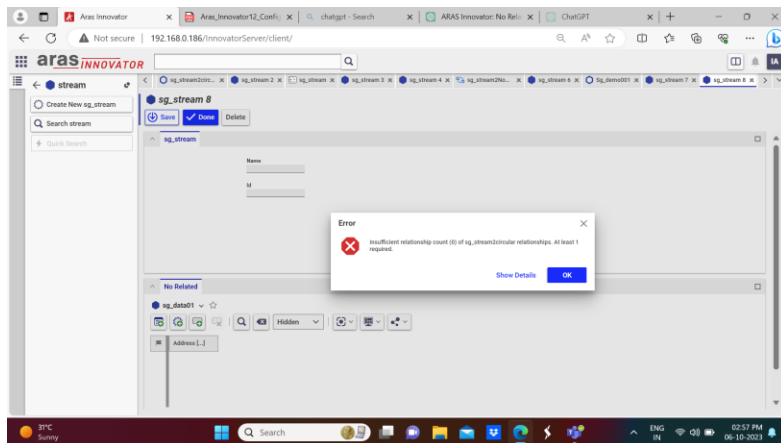 Aras Innovator
Aras_Innovator12_Config
chatgpt - Search
ARAS Innovator: No Rela
ChatGPT
Not secure
192.168.0.186/InnovatorServer/client/
aras INNOVATOR
IA
stream
sg_stream2circ...
sg_stream 2
sg_stream
sg_stream 3
sg_stream 4
sg_stream2No...
sg_stream 6
Sg_demo001
sg_stream 7
sg_stream 8
Create New sg_stream
Search stream
Quick Search
sg_stream 8
Save
Done
Delete
sg_stream
Name
Id
Error
Insufficient relationship count (0) of sg_stream2circular relationships. At least 1
required.
Show Details
OK
No Related
sg_data01
Hidden
Address [...]
31°C
Sunny
Search
ENG
IN
02:57 PM
06-10-2023